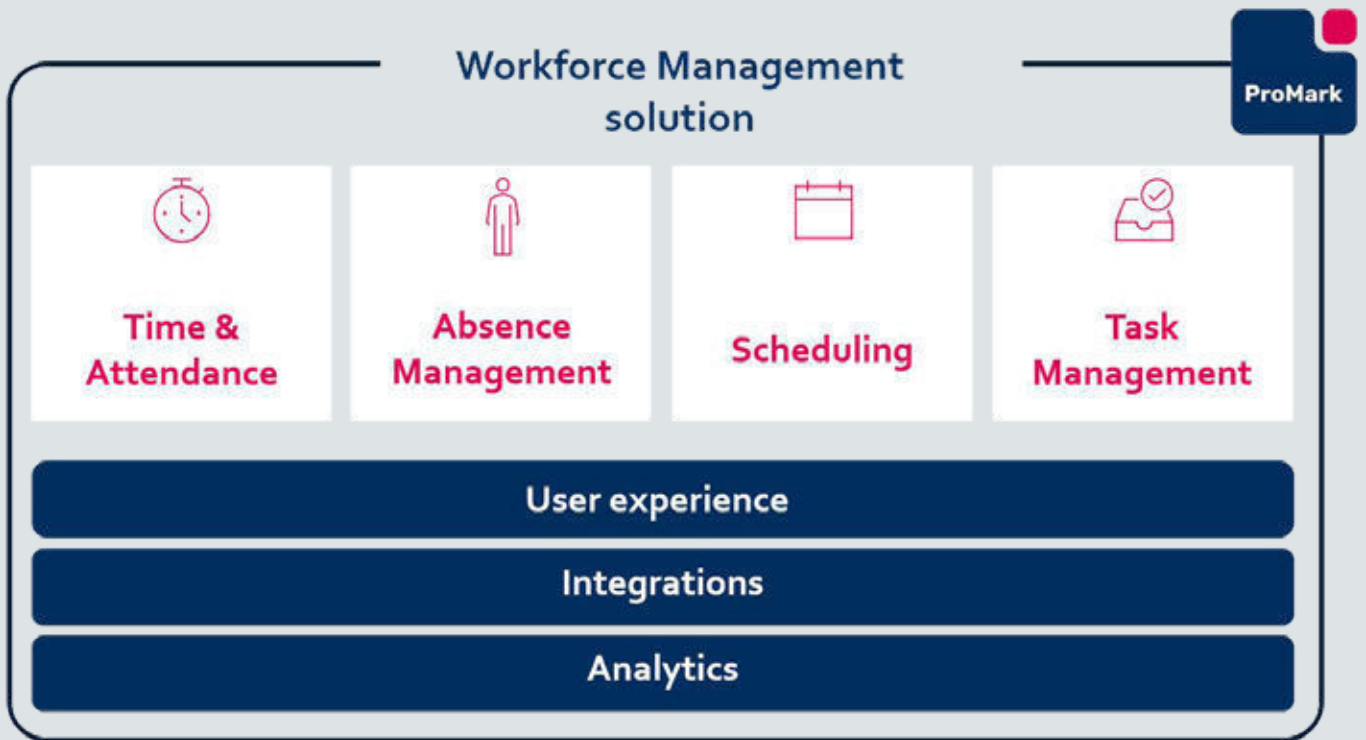 Workforce Management
solution
ProMark
Time &
Attendance
Absence
Management
Scheduling
Task
Management
User experience
Integrations
Analytics